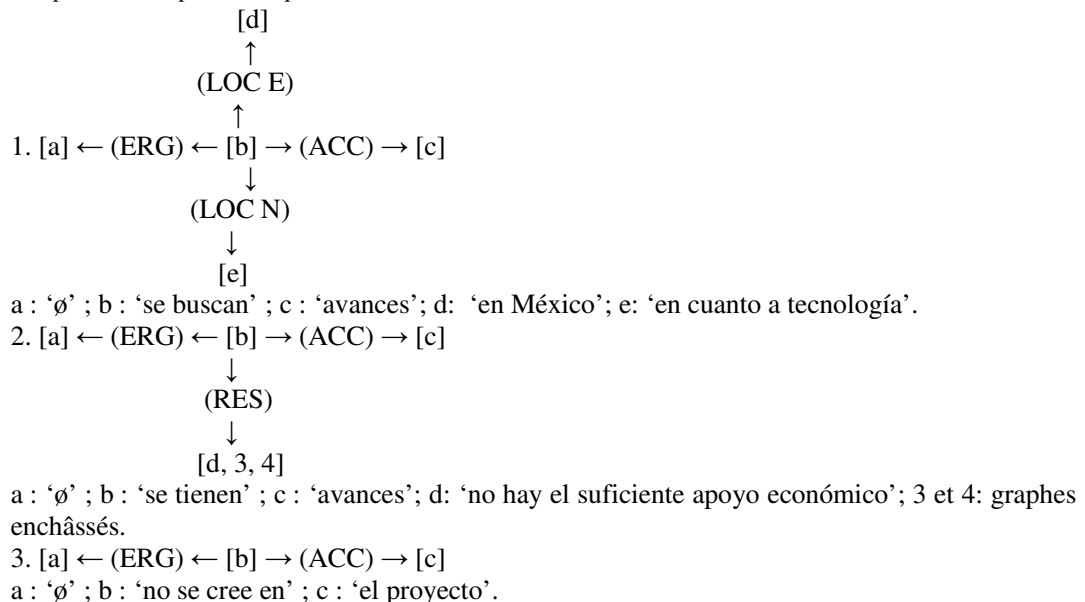 [d]
↑
(LOC E)
↑
1. [a] ← (ERG) ← [b] → (ACC) → [c]
↓
(LOC N)
↓
[e]
a : ‘ø’ ; b : ‘se buscan’ ; c : ‘avances’; d: ‘en México’; e: ‘en cuanto a tecnología’.
2. [a] ← (ERG) ← [b] → (ACC) → [c]
↓
(RES)
↓
[d, 3, 4]
a : ‘ø’ ; b : ‘se tienen’ ; c : ‘avances’; d: ‘no hay el suficiente apoyo económico’; 3 et 4: graphes
enchâssés.
3. [a] ← (ERG) ← [b] → (ACC) → [c]
a : ‘ø’ ; b : ‘no se cree en’ ; c : ‘el proyecto’.